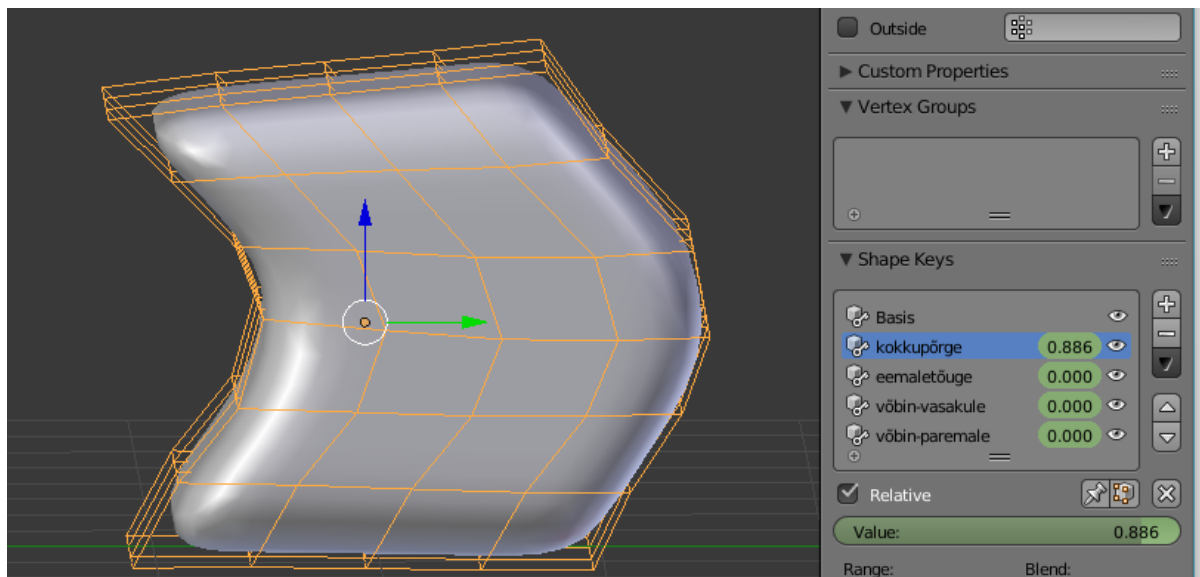 Outside
Custom Properties
Vertex Groups
Shape Keys
Basis
kokkupõrge 0.886
eemaletõuge 0.000
võbin-vasakule 0.000
võbin-paremale 0.000
Relative
Value: 0.886
Range: Blend: